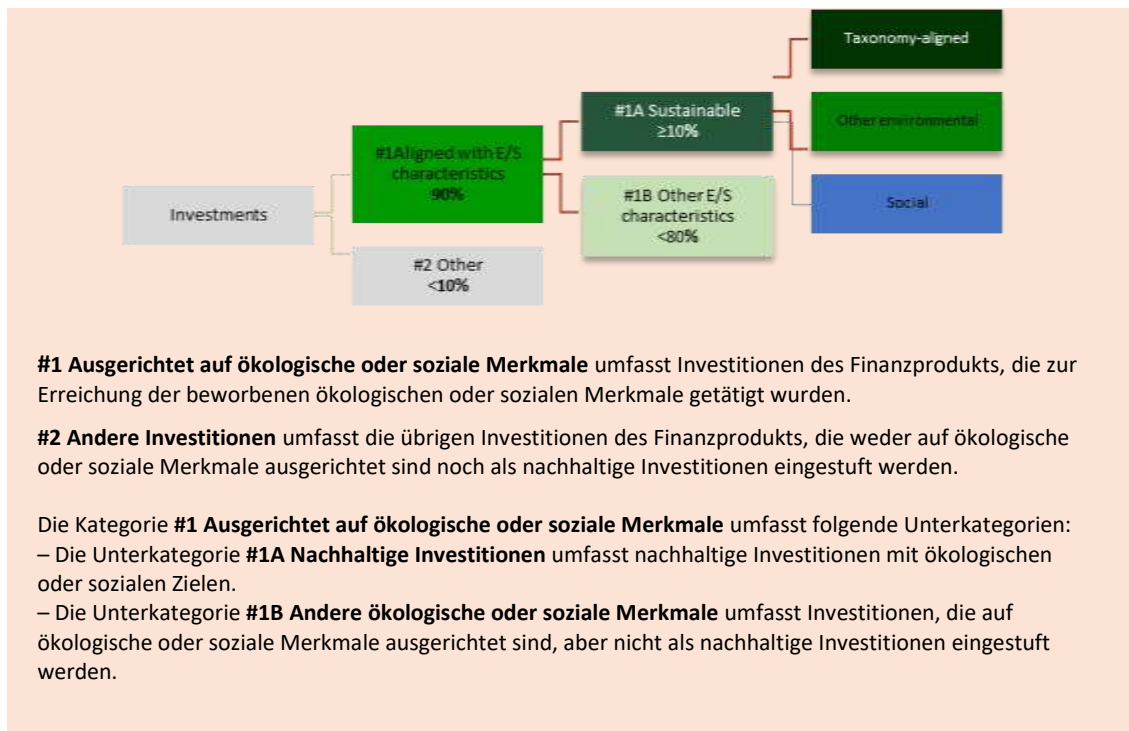 Taxonomy-aligned
#1A Sustainable
≥10%
Other environmental
#1Aligned with E/S
characteristics
90%
#1B Other E/S
characteristics
<80%
Social
Investments
#2 Other
<10%
#1 Ausgerichtet auf ökologische oder soziale Merkmale umfasst Investitionen des Finanzprodukts, die zur
Erreichung der beworbenen ökologischen oder sozialen Merkmale getätigt wurden.
#2 Andere Investitionen umfasst die übrigen Investitionen des Finanzprodukts, die weder auf ökologische
oder soziale Merkmale ausgerichtet sind noch als nachhaltige Investitionen eingestuft werden.
Die Kategorie #1 Ausgerichtet auf ökologische oder soziale Merkmale umfasst folgende Unterkategorien:
– Die Unterkategorie #1A Nachhaltige Investitionen umfasst nachhaltige Investitionen mit ökologischen
oder sozialen Zielen.
– Die Unterkategorie #1B Andere ökologische oder soziale Merkmale umfasst Investitionen, die auf
ökologische oder soziale Merkmale ausgerichtet sind, aber nicht als nachhaltige Investitionen eingestuft
werden.